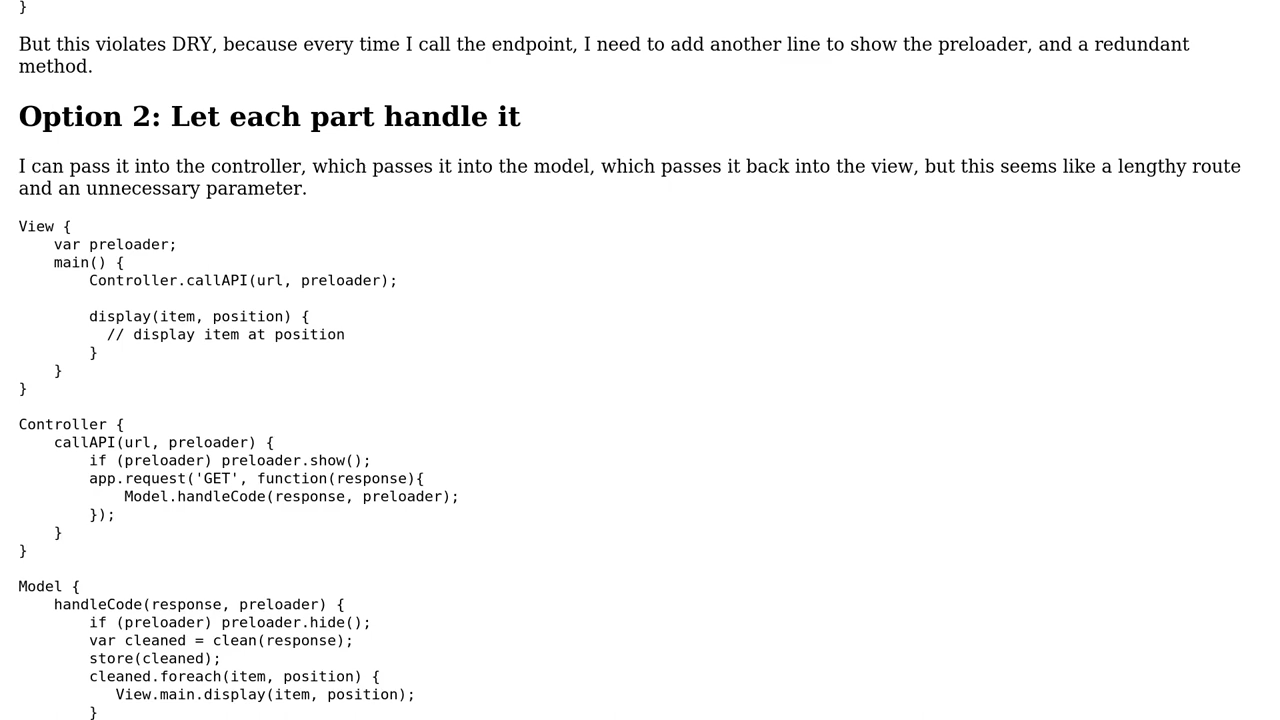 }
But this violates DRY, because every time I call the endpoint, I need to add another line to show the preloader, and a redundant
method.
Option 2: Let each part handle it
I can pass it into the controller, which passes it into the model, which passes it back into the view, but this seems like a lengthy route
and an unnecessary parameter.
View {
    var preloader;
    main() {
        Controller.callAPI(url, preloader);

        display(item, position) {
          // display item at position
        }
    }
}

Controller {
    callAPI(url, preloader) {
        if (preloader) preloader.show();
        app.request('GET', function(response){
            Model.handleCode(response, preloader);
        });
    }
}

Model {
    handleCode(response, preloader) {
        if (preloader) preloader.hide();
        var cleaned = clean(response);
        store(cleaned);
        cleaned.foreach(item, position) {
           View.main.display(item, position);
        }